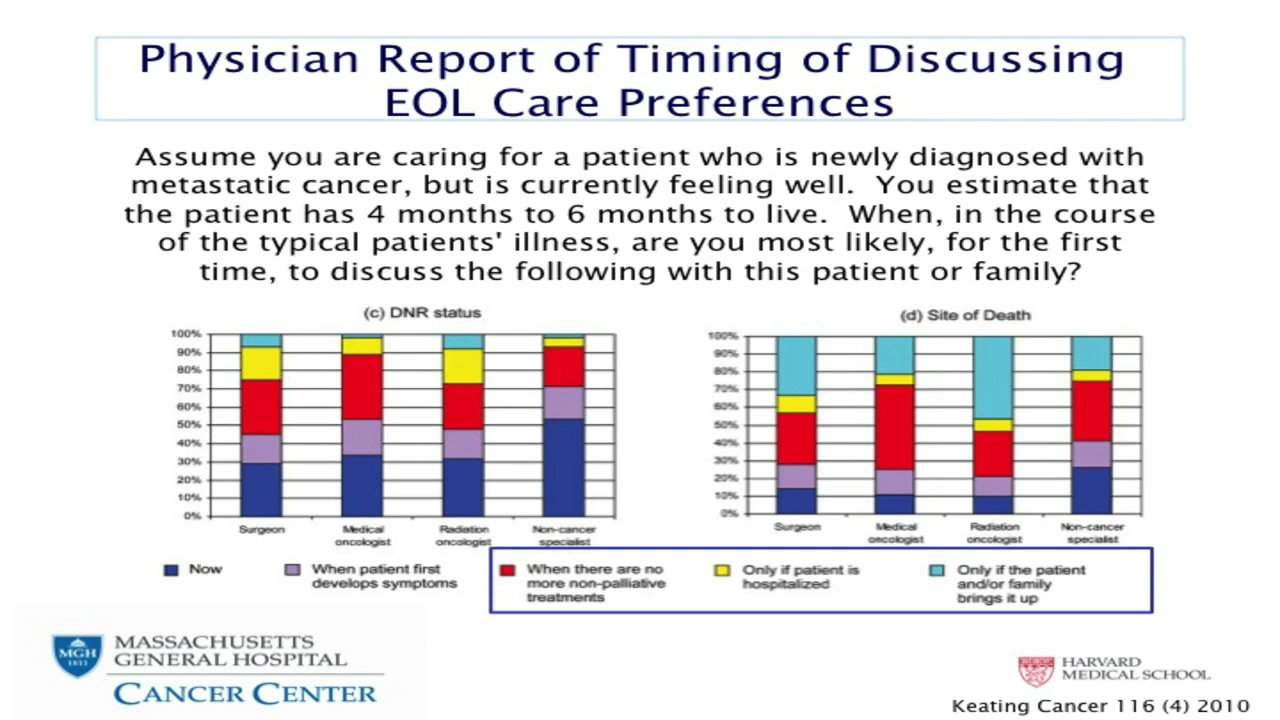 Physician Report of Timing of Discussing
EOL Care Preferences
Assume you are caring for a patient who is newly diagnosed with
metastatic cancer, but is currently feeling well. You estimate that
the patient has 4 months to 6 months to live. When, in the course
of the typical patients' illness, are you most likely, for the first
time, to discuss the following with this patient or family?
(c) DNR status
100%
90%
80%
70%
60%
50%
40%
30%
20%
10%
0%
Surgeon
Medical
oncologist
Radiation
oncologist
Non-cancer
specialist
(d) Site of Death
100%
90%
80%
70%
60%
50%
40%
30%
20%
10%
0%
Surgeon
Medical
oncologist
Radiation
oncologist
Non-cancer
specialist
Now
When patient first
develops symptoms
When there are no
more non-palliative
treatments
Only if patient is
hospitalized
Only if the patient
and/or family
brings it up
MGH
1811
MASSACHUSETTS
GENERAL HOSPITAL
CANCER CENTER
HARVARD
MEDICAL SCHOOL
Keating Cancer 116 (4) 2010